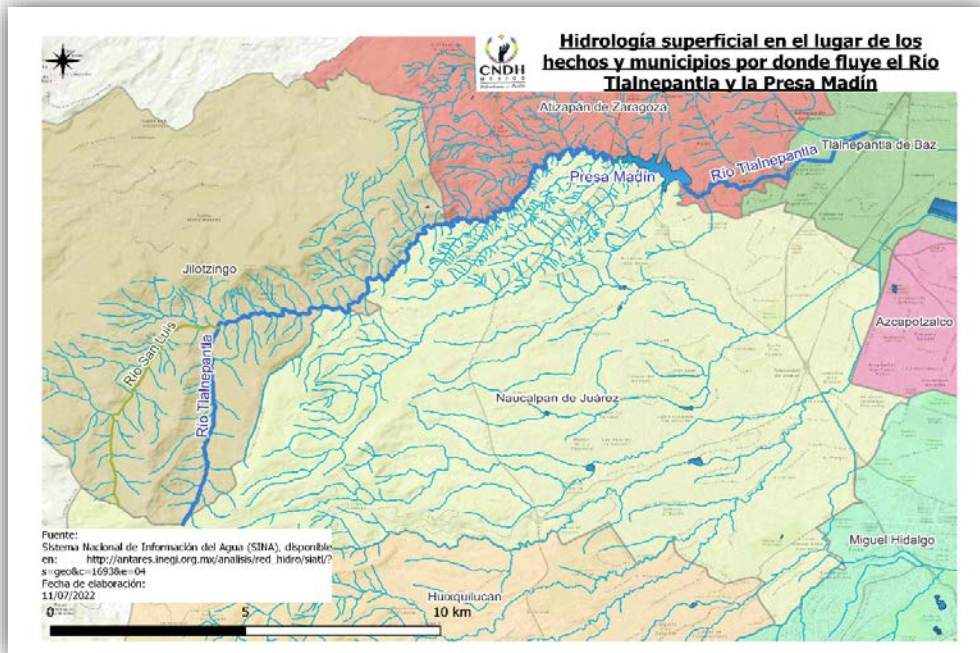 CNDH
MÉXICO
Hidrología superficial en el lugar de los
hechos y municipios por donde fluye el Río
Tlalnepantla y la Presa Madín
Atizapán de Zaragoza
Tlalnepantla de Baz
Río Tlalnepantla
Presa Madín
Jilotzingo
Azcapotzalco
Río San Luis
Río Tlalnepantla
Naucalpan de Juárez
Miguel Hidalgo
Huixquilucan
Fuente:
Sistema Nacional de Información del Agua (SINA), disponible
en: http://antares.inegi.org.mx/analisis/red_hidro/siatl/?
s=geo&c=1693&e=04
Fecha de elaboración:
11/07/2022
0 5 10 km